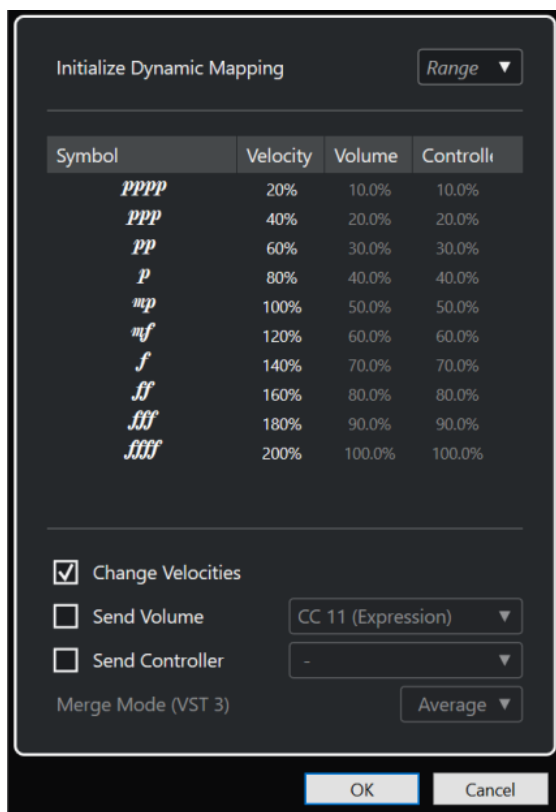 Initialize Dynamic Mapping Range
Symbol Velocity Volume Controlle
pppp 20% 10.0% 10.0%
ppp 40% 20.0% 20.0%
pp 60% 30.0% 30.0%
p 80% 40.0% 40.0%
mp 100% 50.0% 50.0%
mf 120% 60.0% 60.0%
f 140% 70.0% 70.0%
ff 160% 80.0% 80.0%
fff 180% 90.0% 90.0%
ffff 200% 100.0% 100.0%
Change Velocities
Send Volume CC 11 (Expression)
Send Controller -
Merge Mode (VST 3) Average
OK Cancel